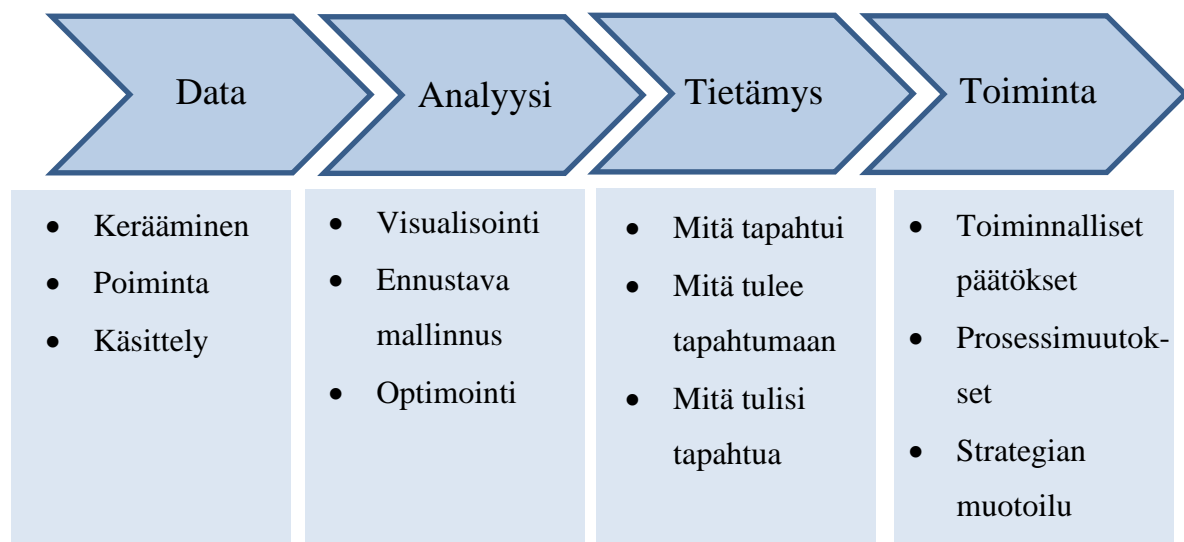 Data
Analyysi
Tietämys
Toiminta
• Kerääminen
• Poiminta
• Käsittely
• Visualisointi
• Ennustava
mallinnus
• Optimointi
• Mitä tapahtui
• Mitä tulee
tapahtumaan
• Mitä tulisi
tapahtua
• Toiminnalliset
päätökset
• Prosessimuutok-
set
• Strategian
muotoilu